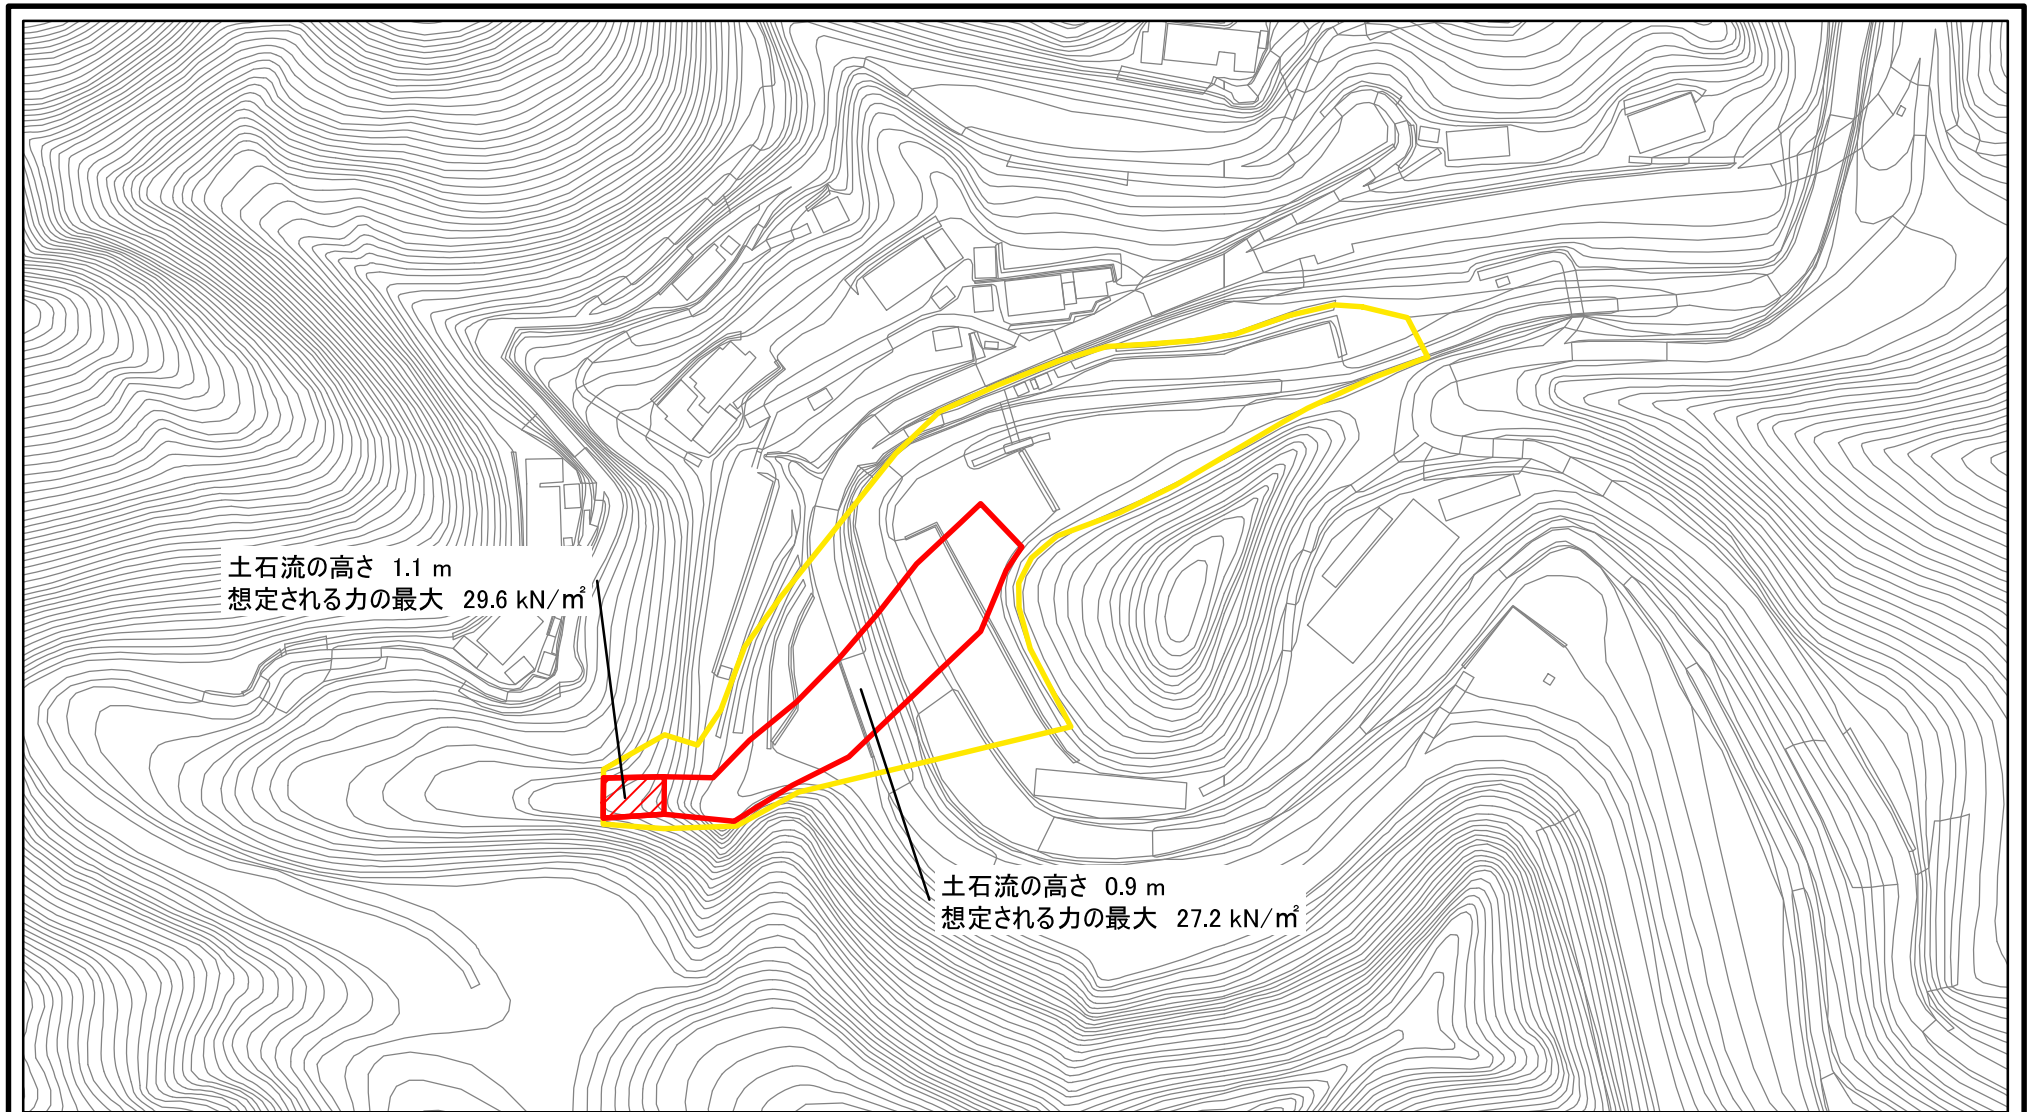 土石流の高さ 1.1 m
想定される力の最大 29.6 kN/㎡
土石流の高さ 0.9 m
想定される力の最大 27.2 kN/㎡